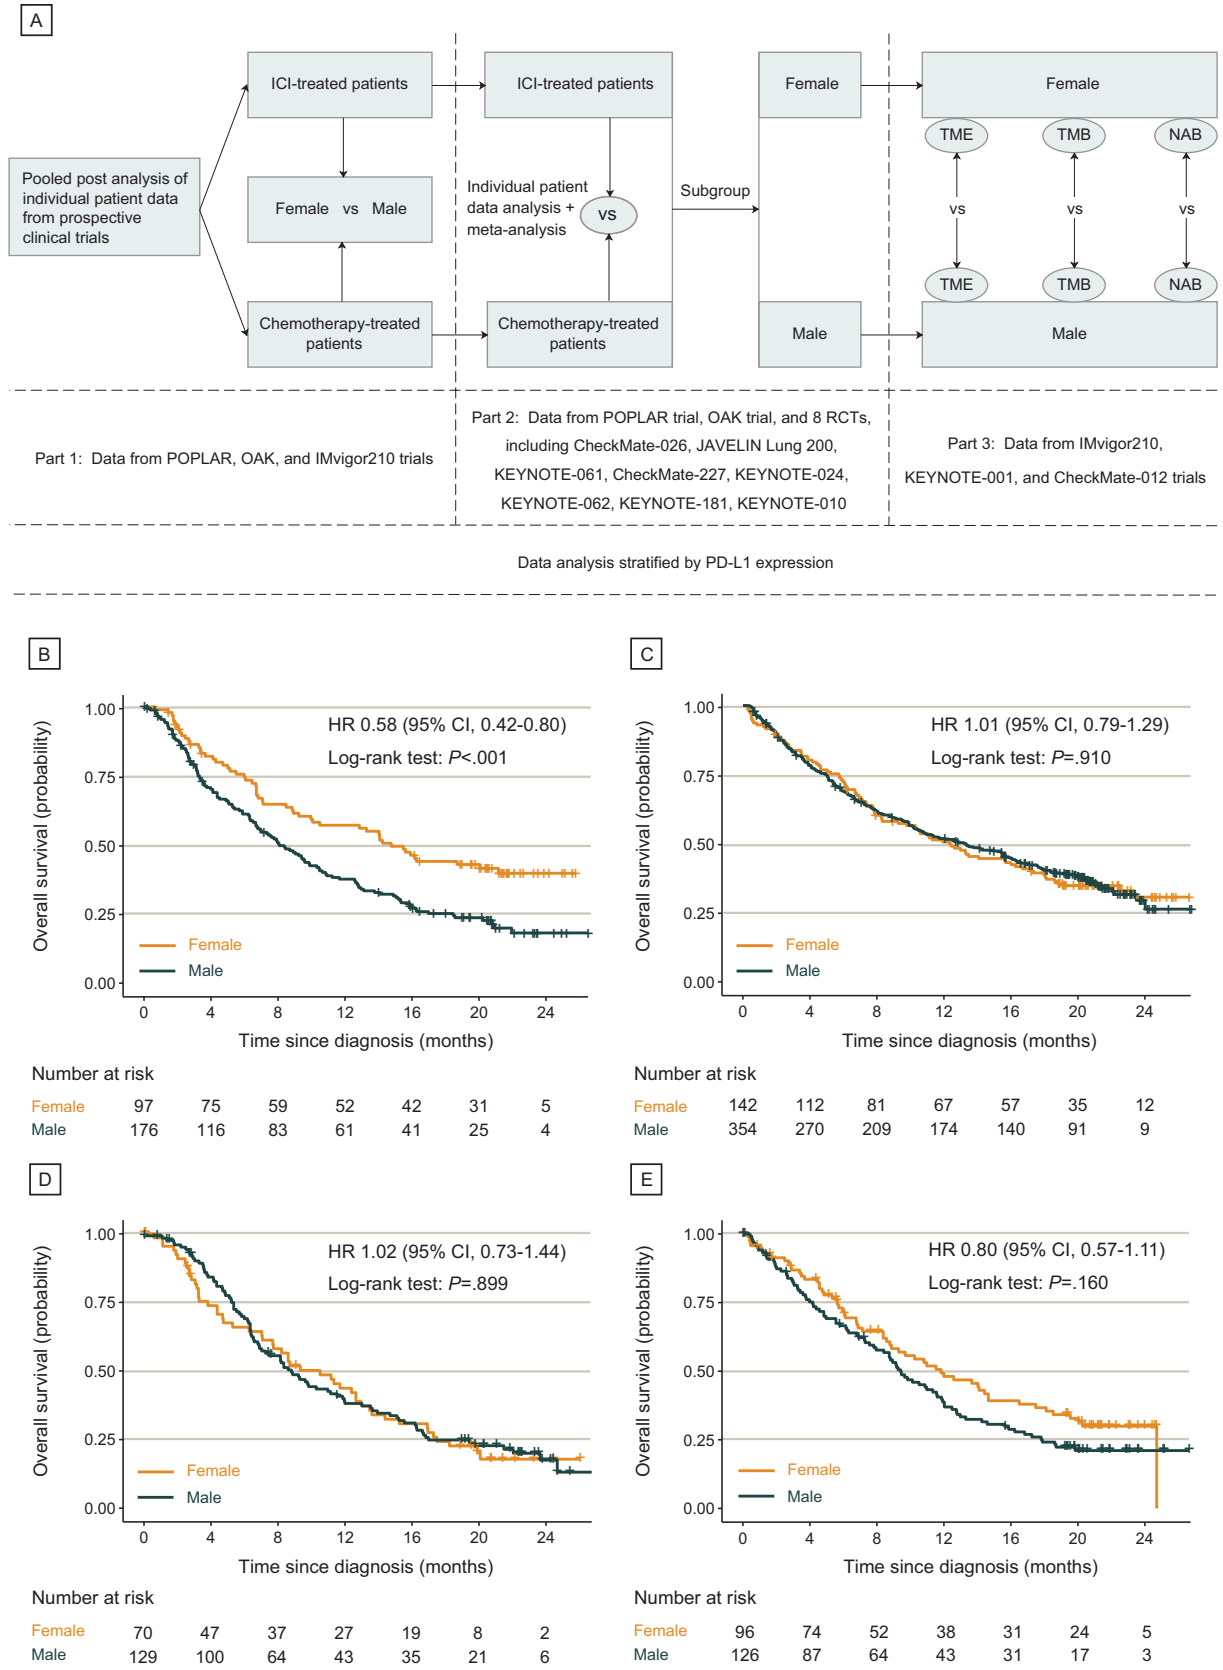 A
ICI-treated patients
ICI-treated patients
Female
Female
TME
TMB
NAB
Pooled post analysis of
individual patient data
from prospective
clinical trials
Female vs Male
Individual patient
data analysis +
meta-analysis
vs
Subgroup
vs
vs
vs
TME
TMB
NAB
Chemotherapy-treated
patients
Chemotherapy-treated
patients
Male
Male
Part 1: Data from POPLAR, OAK, and IMvigor210 trials
Part 2: Data from POPLAR trial, OAK trial, and 8 RCTs,
including CheckMate-026, JAVELIN Lung 200,
KEYNOTE-061, CheckMate-227, KEYNOTE-024,
KEYNOTE-062, KEYNOTE-181, KEYNOTE-010
Part 3: Data from IMvigor210,
KEYNOTE-001, and CheckMate-012 trials
Data analysis stratified by PD-L1 expression
B
Overall survival (probability)
1.00
0.75
0.50
0.25
0.00
HR 0.58 (95% CI, 0.42-0.80)
Log-rank test: P<.001
Female
Male
0 4 8 12 16 20 24
Time since diagnosis (months)
Number at risk
Female 97 75 59 52 42 31 5
Male 176 116 83 61 41 25 4
C
Overall survival (probability)
1.00
0.75
0.50
0.25
0.00
HR 1.01 (95% CI, 0.79-1.29)
Log-rank test: P=.910
Female
Male
0 4 8 12 16 20 24
Time since diagnosis (months)
Number at risk
Female 142 112 81 67 57 35 12
Male 354 270 209 174 140 91 9
D
Overall survival (probability)
1.00
0.75
0.50
0.25
0.00
HR 1.02 (95% CI, 0.73-1.44)
Log-rank test: P=.899
Female
Male
0 4 8 12 16 20 24
Time since diagnosis (months)
Number at risk
Female 70 47 37 27 19 8 2
Male 129 100 64 43 35 21 6
E
Overall survival (probability)
1.00
0.75
0.50
0.25
0.00
HR 0.80 (95% CI, 0.57-1.11)
Log-rank test: P=.160
Female
Male
0 4 8 12 16 20 24
Time since diagnosis (months)
Number at risk
Female 96 74 52 38 31 24 5
Male 126 87 64 43 31 17 3